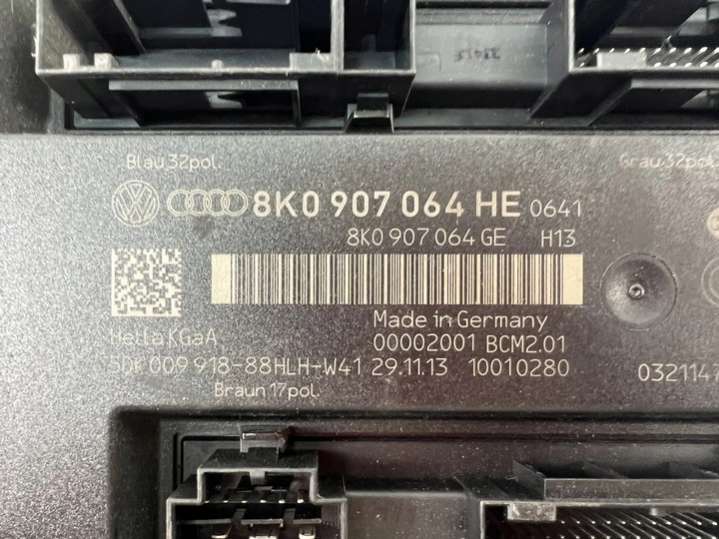 Blau 32pol.
Grau 32pol
8K0 907 064 HE 0641
8K0 907 064 GE H13
Made in Germany
Hella KGaA
00002001 BCM2.01
5DK 009 918-88HLH-W41 29.11.13 10010280
Braun 17pol.